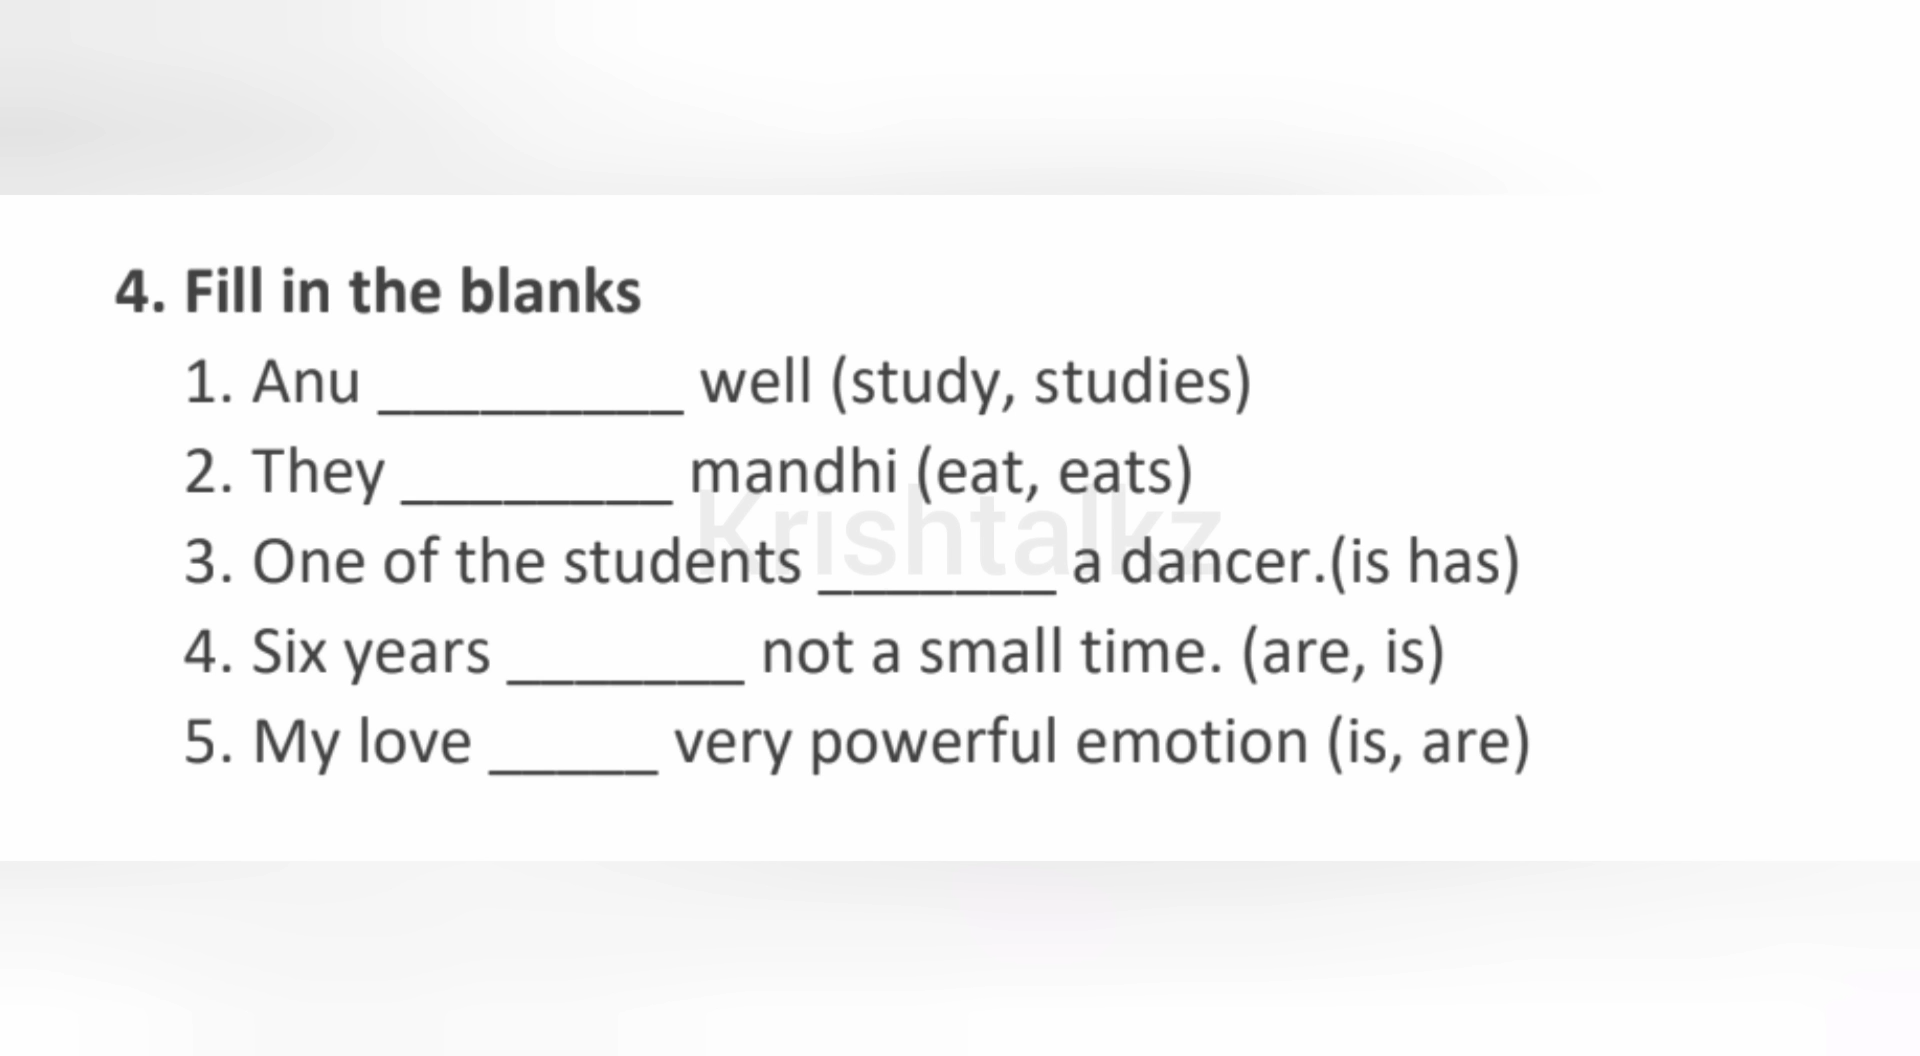 4. Fill in the blanks
1. Anu _________ well (study, studies)
2. They ________ mandhi (eat, eats)
Krishtalkz
3. One of the students _______ a dancer.(is has)
4. Six years _______ not a small time. (are, is)
5. My love _____ very powerful emotion (is, are)